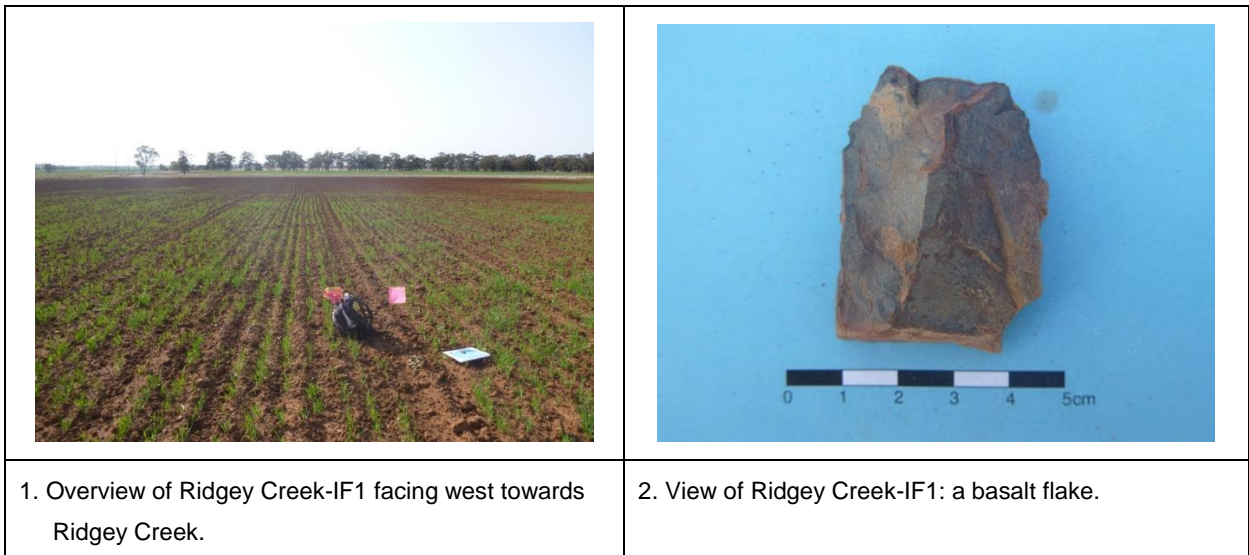 0 1 2 3 4 5cm
1. Overview of Ridgey Creek-IF1 facing west towards
Ridgey Creek.
2. View of Ridgey Creek-IF1: a basalt flake.